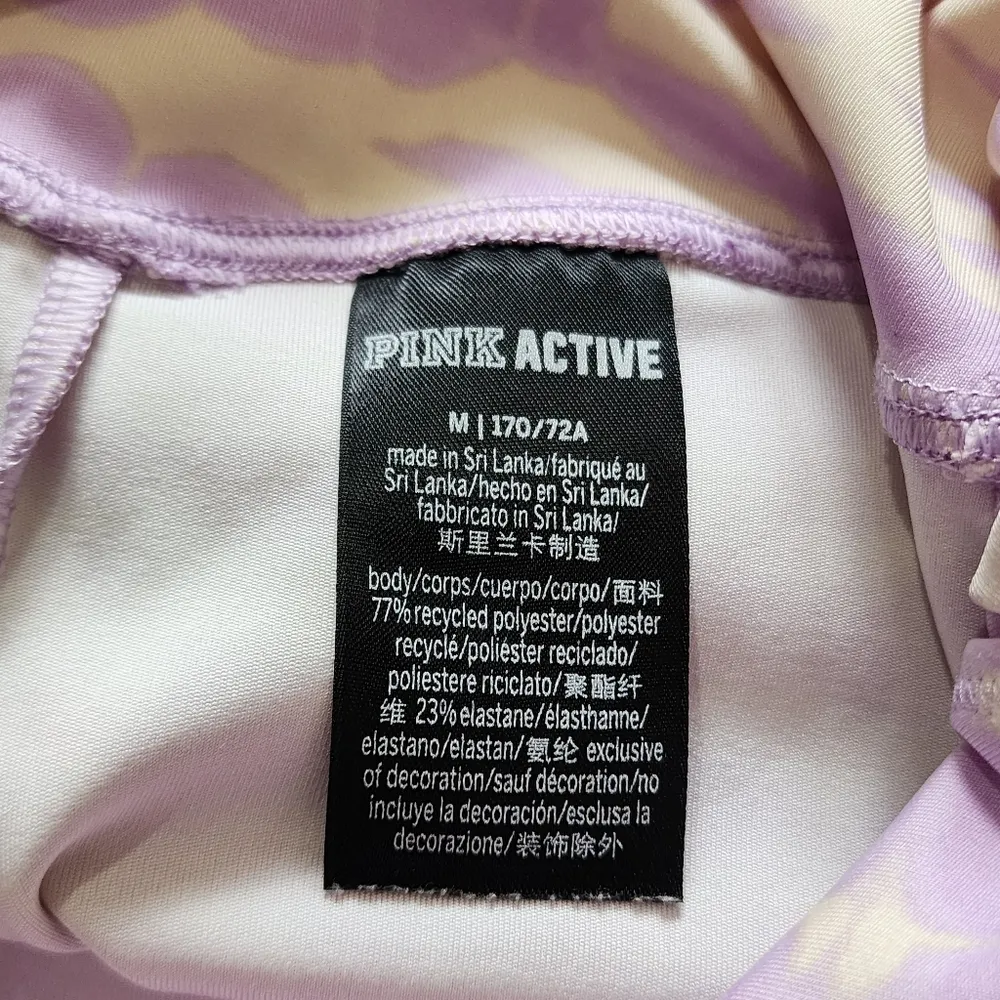 PINK ACTIVE
M | 170/72A
made in Sri Lanka/fabriqué au
Sri Lanka/hecho en Sri Lanka/
fabbricato in Sri Lanka/
斯里兰卡制造
body/corps/cuerpo/corpo/面料
77% recycled polyester/polyester
recyclé/poliéster reciclado/
poliestere riciclato/聚酯纤
维 23% elastane/élasthanne/
elastano/elastan/氨纶 exclusive
of decoration/sauf décoration/no
incluye la decoración/esclusa la
decorazione/装饰除外